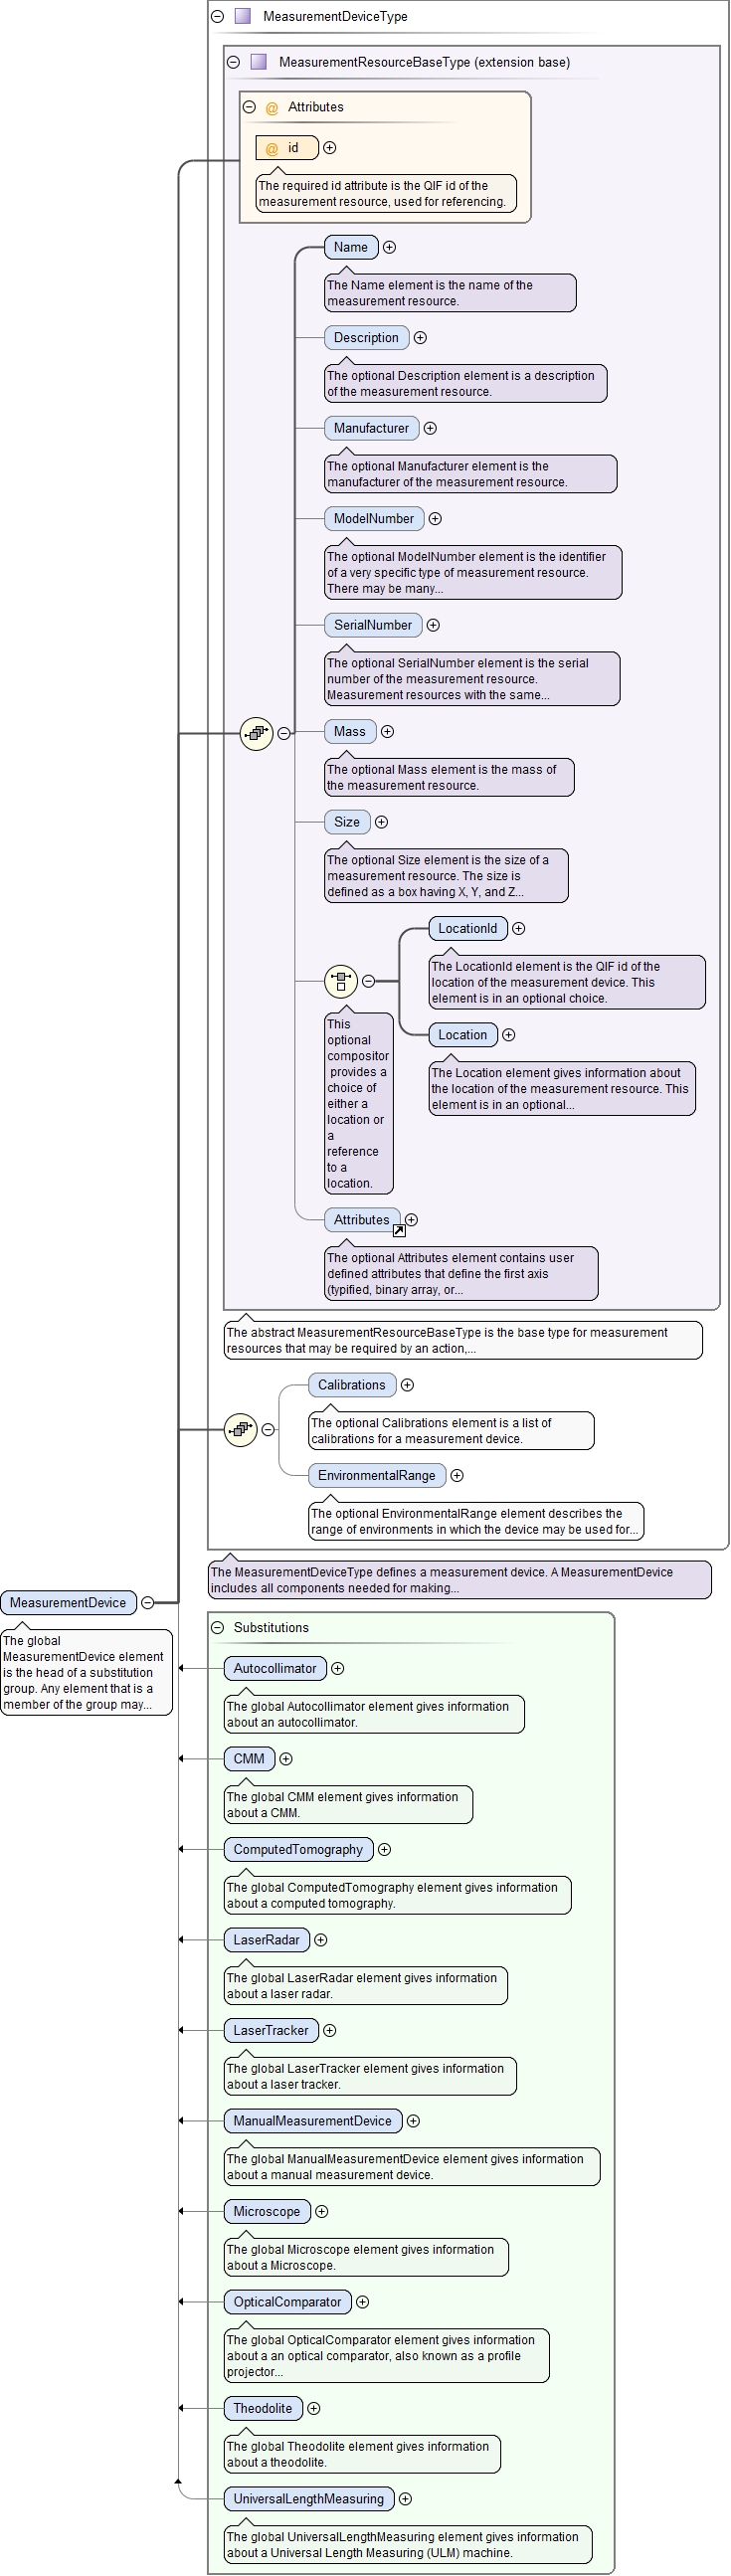 MeasurementDeviceType
MeasurementResourceBaseType (extension base)
@ Attributes
@ id
The required id attribute is the QIF id of the
measurement resource, used for referencing.
Name
The Name element is the name of the
measurement resource.
Description
The optional Description element is a description
of the measurement resource.
Manufacturer
The optional Manufacturer element is the
manufacturer of the measurement resource.
ModelNumber
The optional ModelNumber element is the identifier
of a very specific type of measurement resource.
There may be many...
SerialNumber
The optional SerialNumber element is the serial
number of the measurement resource.
Measurement resources with the same...
Mass
The optional Mass element is the mass of
the measurement resource.
Size
The optional Size element is the size of a
measurement resource. The size is
defined as a box having X, Y, and Z...
LocationId
The LocationId element is the QIF id of the
location of the measurement device. This
element is in an optional choice.
Location
The Location element gives information about
the location of the measurement resource. This
element is in an optional...
This
optional
compositor
provides a
choice of
either a
location or
a
reference
to a
location.
Attributes
The optional Attributes element contains user
defined attributes that define the first axis
(typified, binary array, or...
The abstract MeasurementResourceBaseType is the base type for measurement
resources that may be required by an action,...
Calibrations
The optional Calibrations element is a list of
calibrations for a measurement device.
EnvironmentalRange
The optional EnvironmentalRange element describes the
range of environments in which the device may be used for...
The MeasurementDeviceType defines a measurement device. A MeasurementDevice
includes all components needed for making...
MeasurementDevice
The global
MeasurementDevice element
is the head of a substitution
group. Any element that is a
member of the group may...
Substitutions
Autocollimator
The global Autocollimator element gives information
about an autocollimator.
CMM
The global CMM element gives information
about a CMM.
ComputedTomography
The global ComputedTomography element gives information
about a computed tomography.
LaserRadar
The global LaserRadar element gives information
about a laser radar.
LaserTracker
The global LaserTracker element gives information
about a laser tracker.
ManualMeasurementDevice
The global ManualMeasurementDevice element gives information
about a manual measurement device.
Microscope
The global Microscope element gives information
about a Microscope.
OpticalComparator
The global OpticalComparator element gives information
about a an optical comparator, also known as a profile
projector...
Theodolite
The global Theodolite element gives information
about a theodolite.
UniversalLengthMeasuring
The global UniversalLengthMeasuring element gives information
about a Universal Length Measuring (ULM) machine.